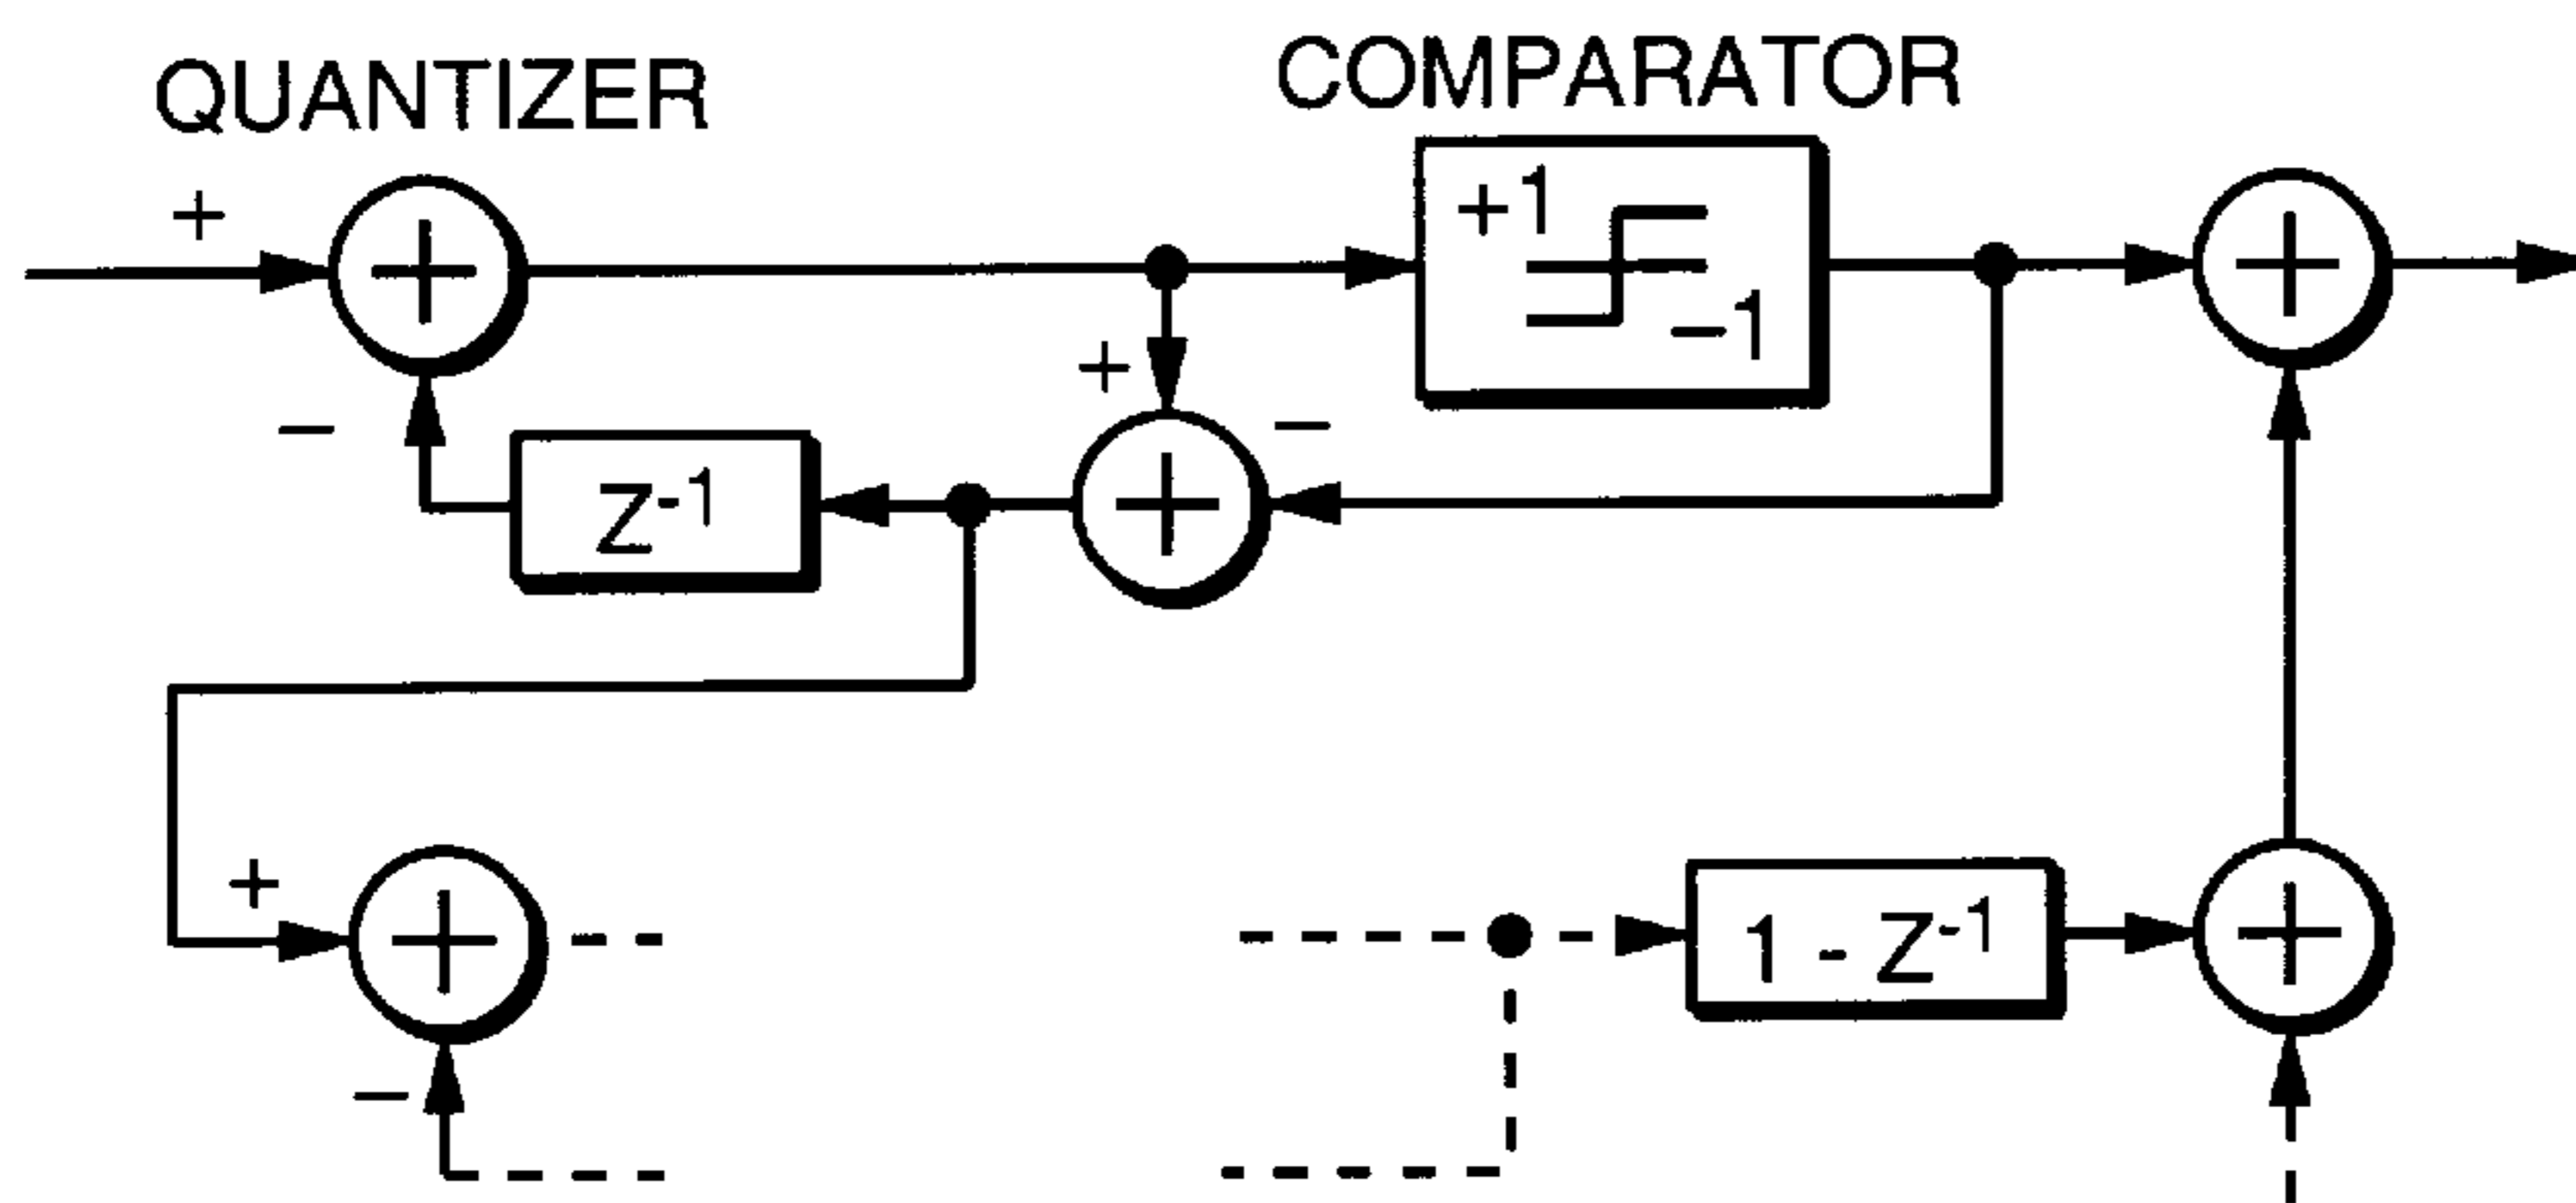 QUANTIZER
COMPARATOR
+
+1
-1
+
-
-
Z-1
+
1 - Z-1
-